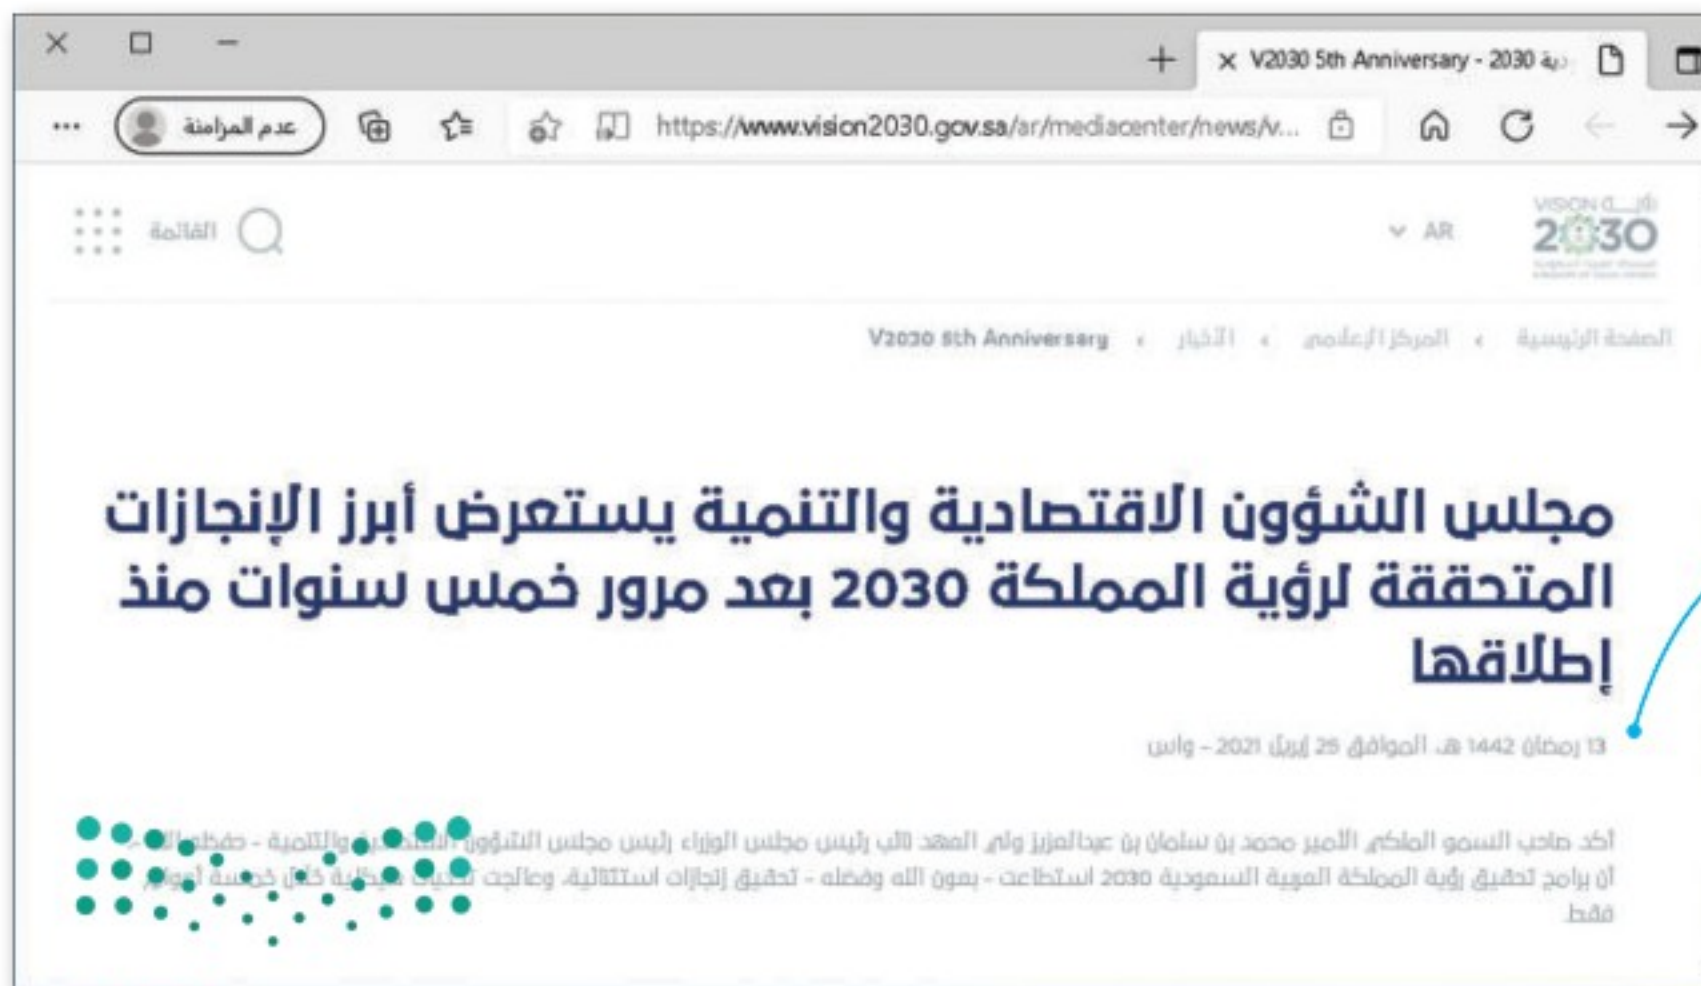 V2030 5th Anniversary - 2030 دية
https://www.vision2030.gov.sa/ar/mediacenter/news/v...
عدم المزامنة
VISION رؤية
2030
AR
القائمة
الصفحة الرئيسية › المركز الإعلامي › الأخبار › V2030 5th Anniversary
مجلس الشؤون الاقتصادية والتنمية يستعرض أبرز الإنجازات
المتحققة لرؤية المملكة 2030 بعد مرور خمس سنوات منذ
إطلاقها
13 رمضان 1442 هـ، الموافق 25 إبريل 2021 - واس
أكد صاحب السمو الملكي الأمير محمد بن سلمان بن عبدالعزيز ولي العهد نائب رئيس مجلس الوزراء رئيس مجلس الشؤون الاقتصادية والتنمية - حفظه الله -
أن برامج تحقيق رؤية المملكة العربية السعودية 2030 استطاعت - بعون الله وفضله - تحقيق إنجازات استثنائية، وعالجت تحديات هيكلية خلال خمسة أعوام
فقط